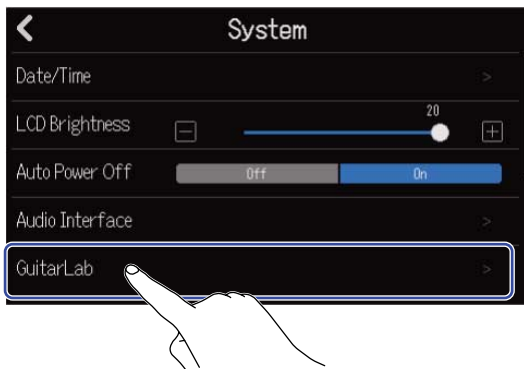 System
Date/Time
LCD Brightness 20
Auto Power Off Off On
Audio Interface
GuitarLab